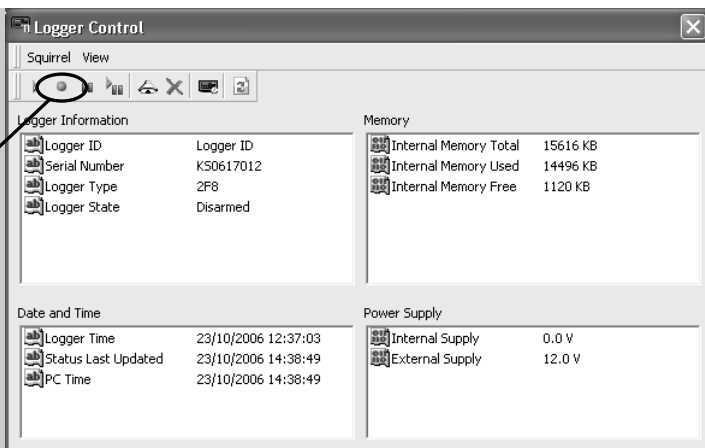 Logger Control
Squirrel View
Logger Information
Logger ID Logger ID
Serial Number KS0617012
Logger Type 2F8
Logger State Disarmed
Memory
Internal Memory Total 15616 KB
Internal Memory Used 14496 KB
Internal Memory Free 1120 KB
Date and Time
Logger Time 23/10/2006 12:37:03
Status Last Updated 23/10/2006 14:38:49
PC Time 23/10/2006 14:38:49
Power Supply
Internal Supply 0.0 V
External Supply 12.0 V